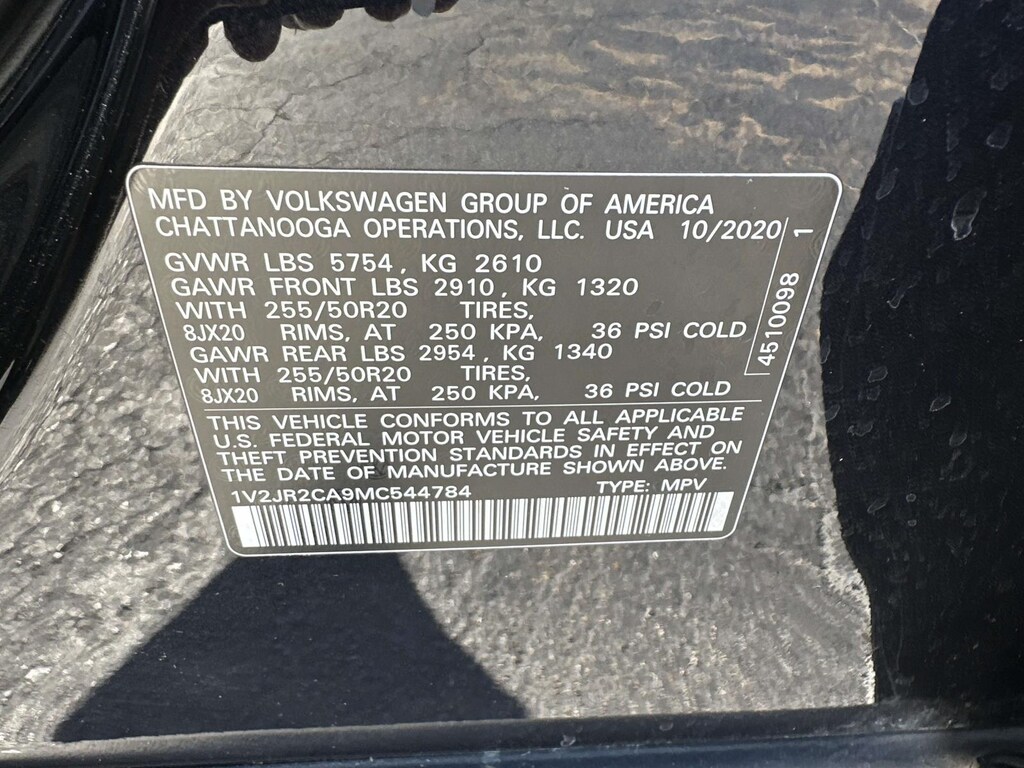 MFD BY VOLKSWAGEN GROUP OF AMERICA
CHATTANOOGA OPERATIONS, LLC. USA 10/2020
GVWR LBS 5754, KG 2610
GAWR FRONT LBS 2910, KG 1320
WITH 255/50R20 TIRES,
8JX20 RIMS, AT 250 KPA, 36 PSI COLD
GAWR REAR LBS 2954, KG 1340
WITH 255/50R20 TIRES,
8JX20 RIMS, AT 250 KPA, 36 PSI COLD
4510098 1
THIS VEHICLE CONFORMS TO ALL APPLICABLE
U.S. FEDERAL MOTOR VEHICLE SAFETY AND
THEFT PREVENTION STANDARDS IN EFFECT ON
THE DATE OF MANUFACTURE SHOWN ABOVE.
1V2JR2CA9MC544784 TYPE: MPV